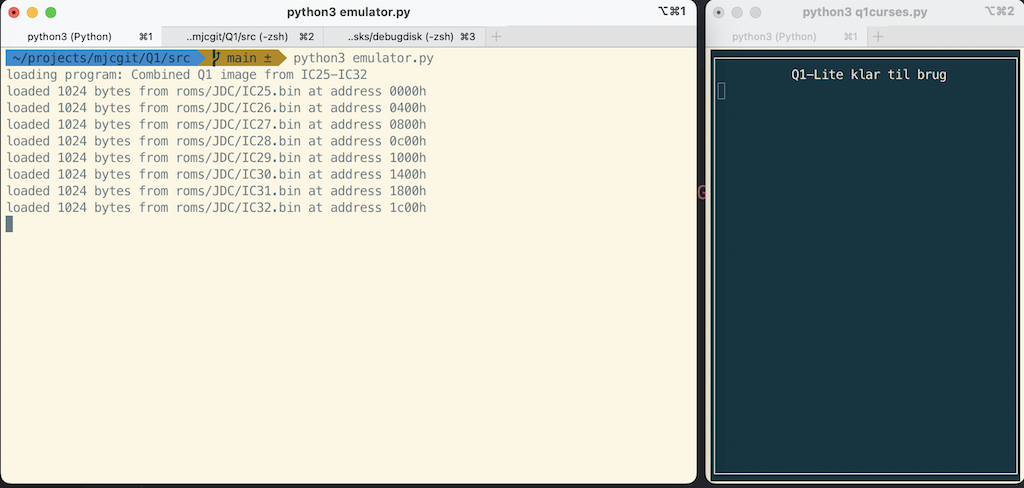 python3 emulator.py
⌥⌘1
python3 (Python) ⌘1
..mjcgit/Q1/src (-zsh) ⌘2
..sks/debugdisk (-zsh) ⌘3
+
~/projects/mjcgit/Q1/src main ± python3 emulator.py
loading program: Combined Q1 image from IC25-IC32
loaded 1024 bytes from roms/JDC/IC25.bin at address 0000h
loaded 1024 bytes from roms/JDC/IC26.bin at address 0400h
loaded 1024 bytes from roms/JDC/IC27.bin at address 0800h
loaded 1024 bytes from roms/JDC/IC28.bin at address 0c00h
loaded 1024 bytes from roms/JDC/IC29.bin at address 1000h
loaded 1024 bytes from roms/JDC/IC30.bin at address 1400h
loaded 1024 bytes from roms/JDC/IC31.bin at address 1800h
loaded 1024 bytes from roms/JDC/IC32.bin at address 1c00h
python3 q1curses.py
⌥⌘2
python3 (Python) ⌘1
+
Q1-Lite klar til brug